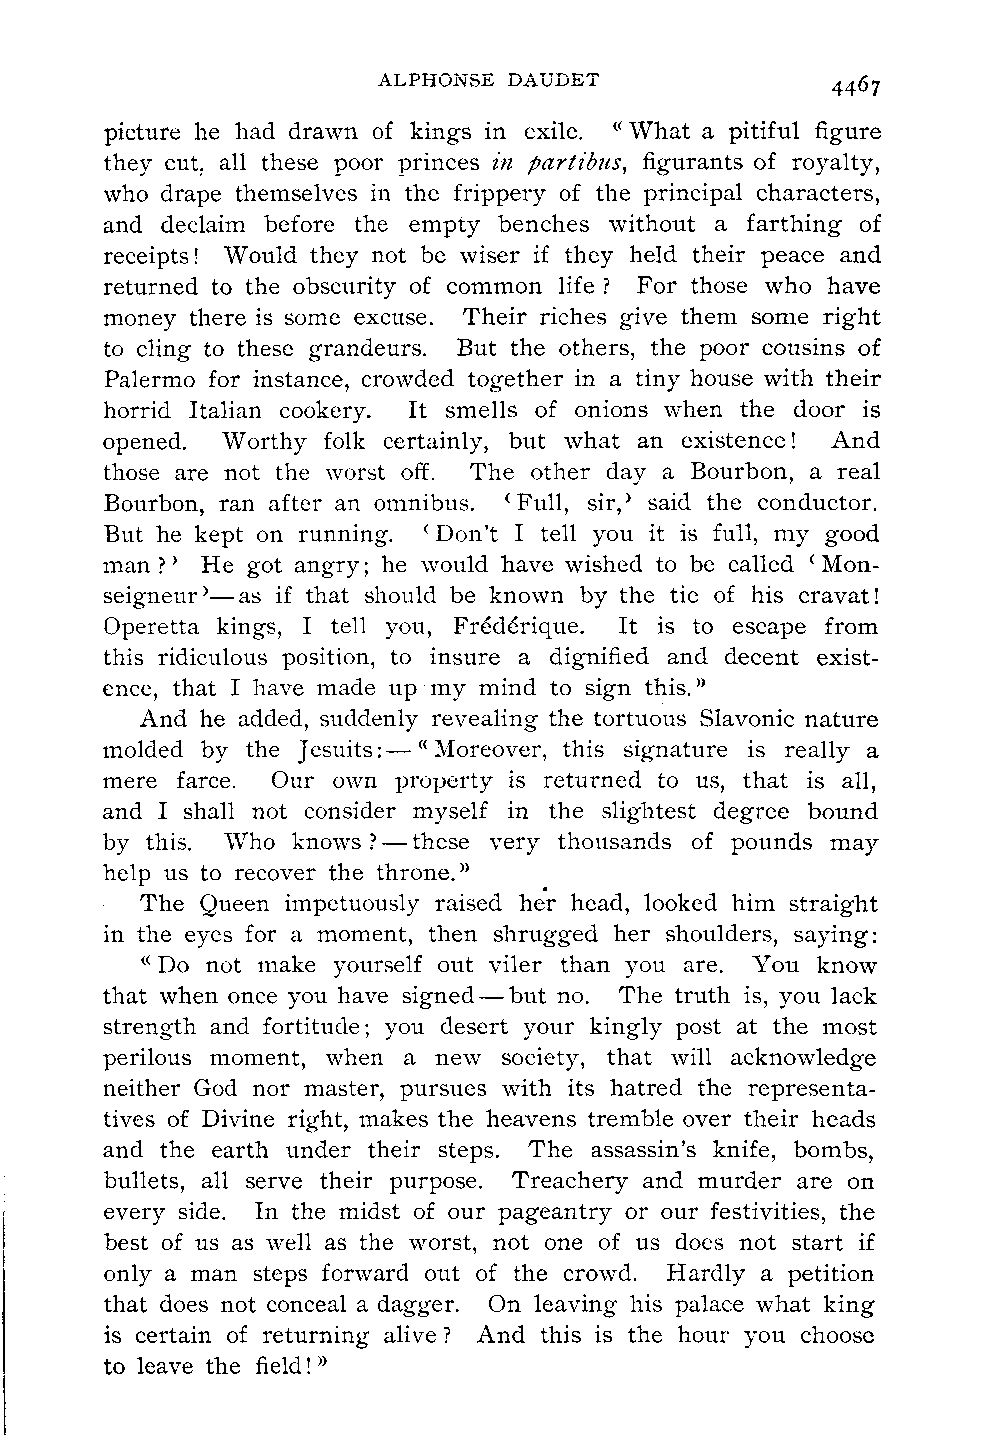 ALPHONSE DAUDET 4467
picture he had drawn of kings in exile. “What a pitiful figure
they cut, all these poor princes in partibus, figurants of royalty,
who drape themselves in the frippery of the principal characters,
and declaim before the empty benches without a farthing of
receipts! Would they not be wiser if they held their peace and
returned to the obscurity of common life? For those who have
money there is some excuse. Their riches give them some right
to cling to these grandeurs. But the others, the poor cousins of
Palermo for instance, crowded together in a tiny house with their
horrid Italian cookery. It smells of onions when the door is
opened. Worthy folk certainly, but what an existence! And
those are not the worst off. The other day a Bourbon, a real
Bourbon, ran after an omnibus. ‘Full, sir,’ said the conductor.
But he kept on running. ‘Don't I tell you it is full, my good
man?’ He got angry; he would have wished to be called ‘Mon-
seigneur’—as if that should be known by the tie of his cravat!
Operetta kings, I tell you, Frédérique. It is to escape from
this ridiculous position, to insure a dignified and decent exist-
ence, that I have made up my mind to sign this.”
And he added, suddenly revealing the tortuous Slavonic nature
molded by the Jesuits:—“Moreover, this signature is really a
mere farce. Our own property is returned to us, that is all,
and I shall not consider myself in the slightest degree bound
by this. Who knows?—these very thousands of pounds may
help us to recover the throne.”
The Queen impetuously raised her head, looked him straight
in the eyes for a moment, then shrugged her shoulders, saying:
“Do not make yourself out viler than you are. You know
that when once you have signed—but no. The truth is, you lack
strength and fortitude; you desert your kingly post at the most
perilous moment, when a new society, that will acknowledge
neither God nor master, pursues with its hatred the representa-
tives of Divine right, makes the heavens tremble over their heads
and the earth under their steps. The assassin's knife, bombs,
bullets, all serve their purpose. Treachery and murder are on
every side. In the midst of our pageantry or our festivities, the
best of us as well as the worst, not one of us does not start if
only a man steps forward out of the crowd. Hardly a petition
that does not conceal a dagger. On leaving his palace what king
is certain of returning alive? And this is the hour you choose
to leave the field!”